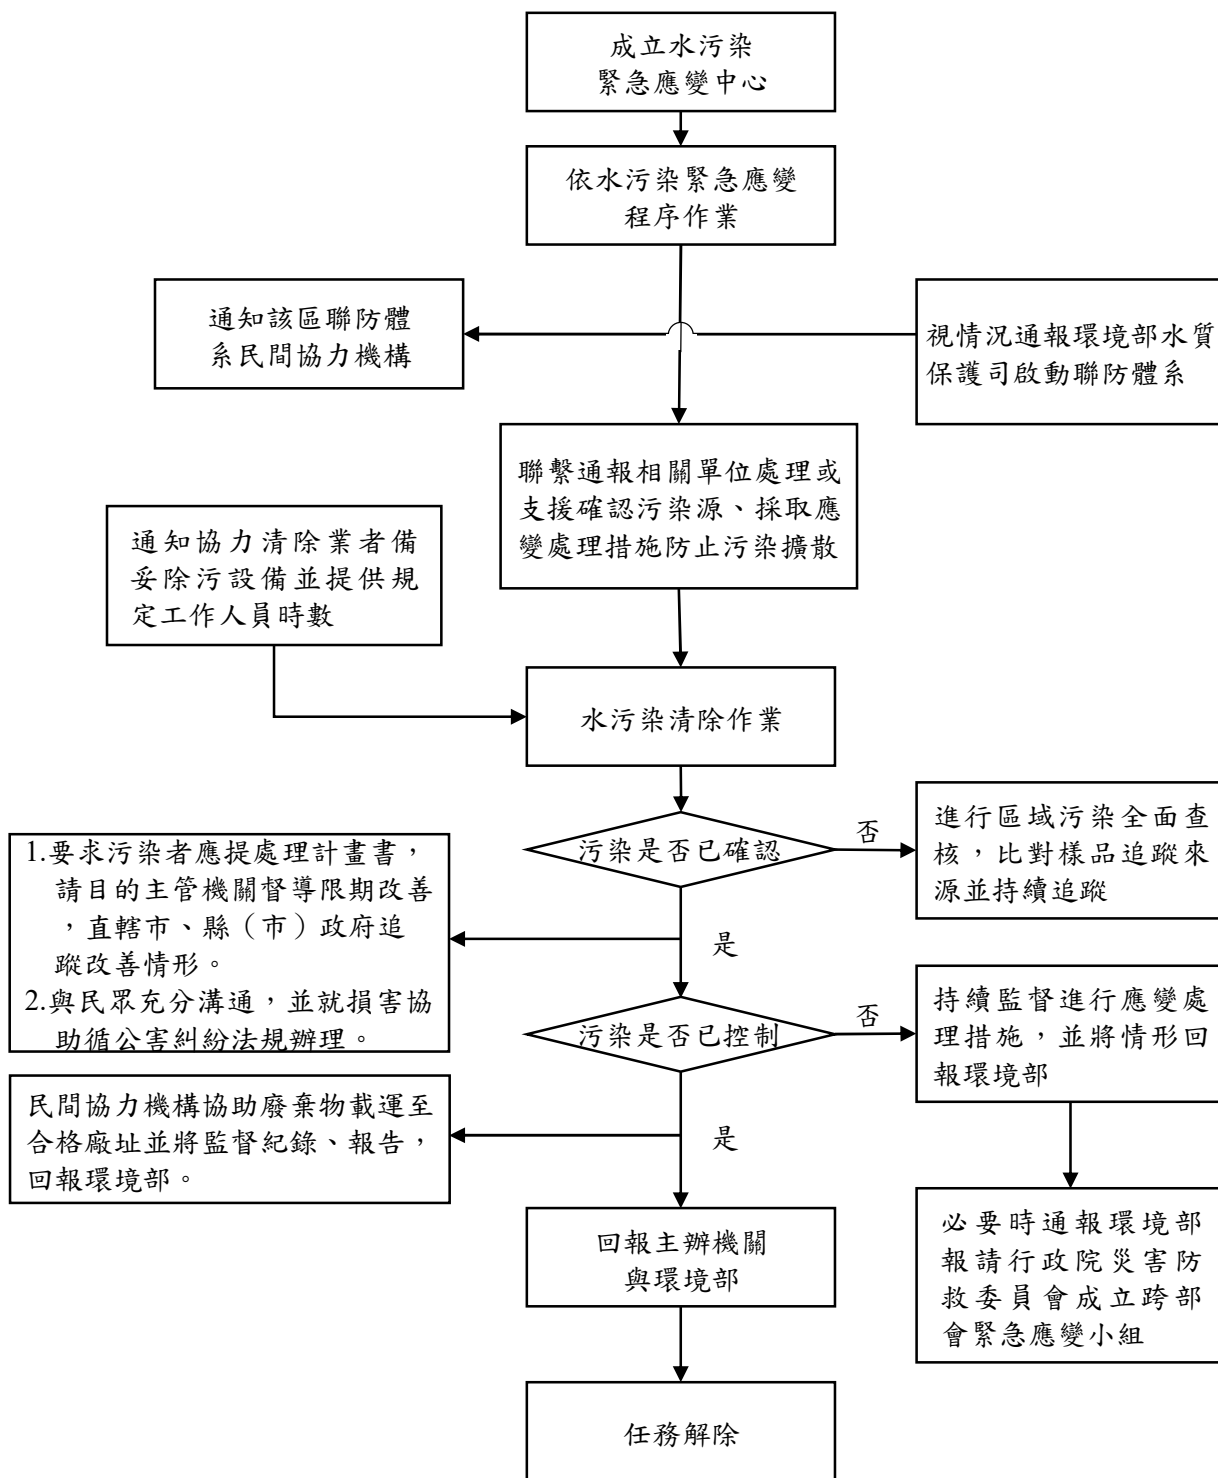 成立水污染
緊急應變中心
依水污染緊急應變
程序作業
通知該區聯防體
系民間協力機構
視情況通報環境部水質
保護司啟動聯防體系
聯繫通報相關單位處理或
支援確認污染源、採取應
變處理措施防止污染擴散
通知協力清除業者備
妥除污設備並提供規
定工作人員時數
水污染清除作業
污染是否已確認
否
進行區域污染全面查
核，比對樣品追蹤來
源並持續追蹤
1.要求污染者應提處理計畫書，
請目的主管機關督導限期改善
，直轄市、縣（市）政府追
蹤改善情形。
2.與民眾充分溝通，並就損害協
助循公害糾紛法規辦理。
是
污染是否已控制
否
持續監督進行應變處
理措施，並將情形回
報環境部
民間協力機構協助廢棄物載運至
合格廠址並將監督紀錄、報告，
回報環境部。
是
回報主辦機關
與環境部
必要時通報環境部
報請行政院災害防
救委員會成立跨部
會緊急應變小組
任務解除